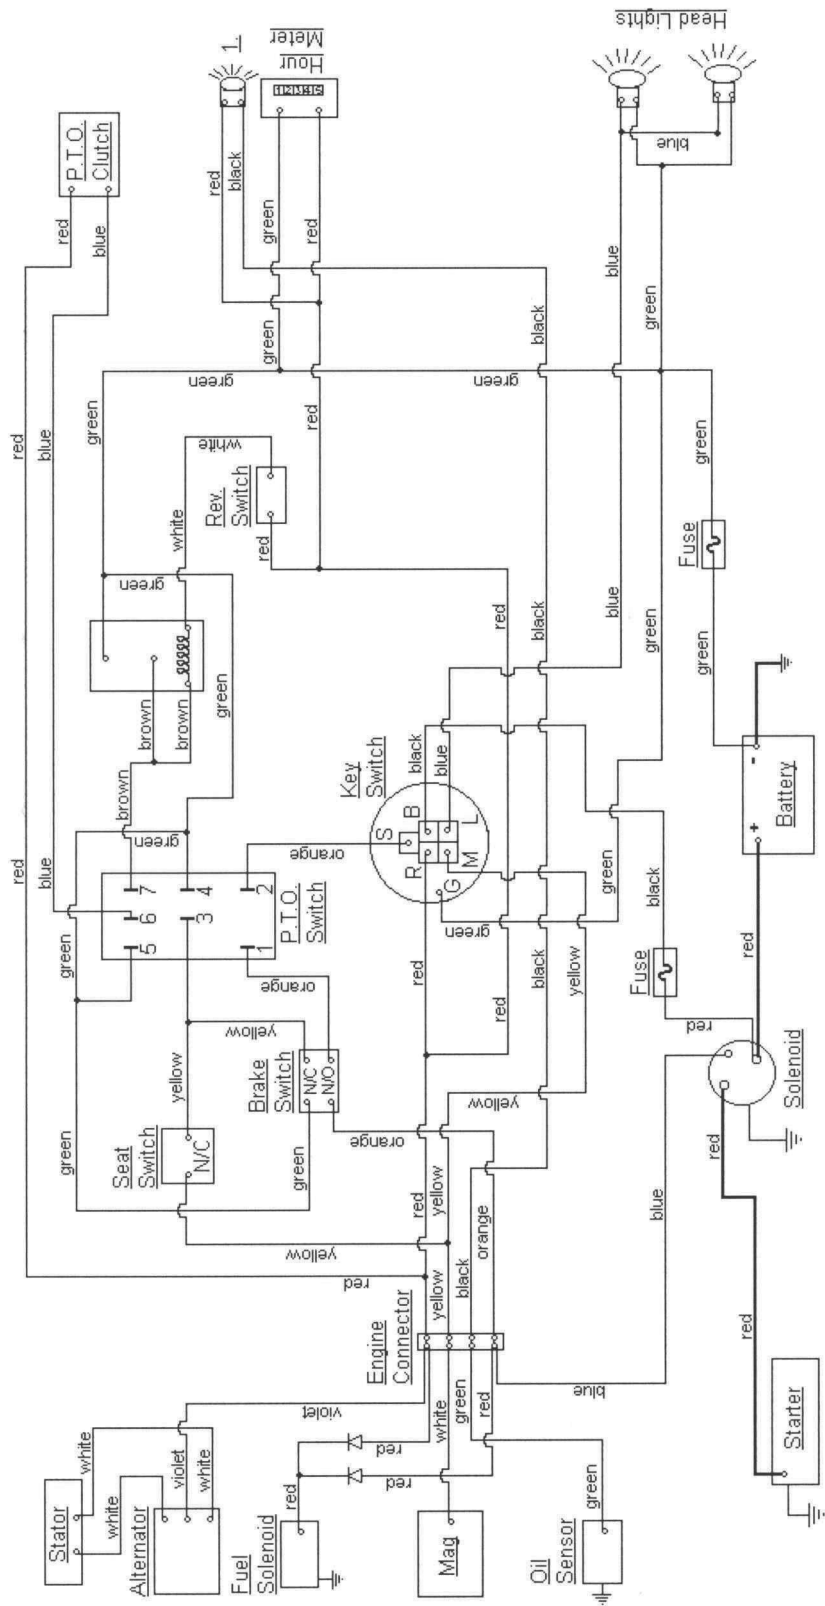 red
red
blue
blue
Stator
green
green
red
P.T.O.
Clutch
blue
white
white
green
Alternator
violet
white
Seat
Switch
N/C
yellow
5
6
7
3
4
1
2
P.T.O.
Switch
brown
brown
brown
green
green
green
white
green
green
white
Rev.
Switch
red
red
black
1.
green
green
red
red
Hour
Meter
12345
Fuel
Solenoid
red
violet
red
yellow
green
Brake
Switch
N/C
N/O
yellow
orange
orange
orange
Key
Switch
S
R
B
M
L
G
black
blue
red
red
red
red
Engine
Connector
yellow
yellow
black
orange
yellow
green
red
red
green
Mag
white
green
red
Oil
Sensor
green
blue
black
black
black
yellow
green
blue
blue
green
green
blue
Head Lights
blue
Fuse
black
red
Fuse
green
green
Starter
red
red
Solenoid
red
Battery
+
-